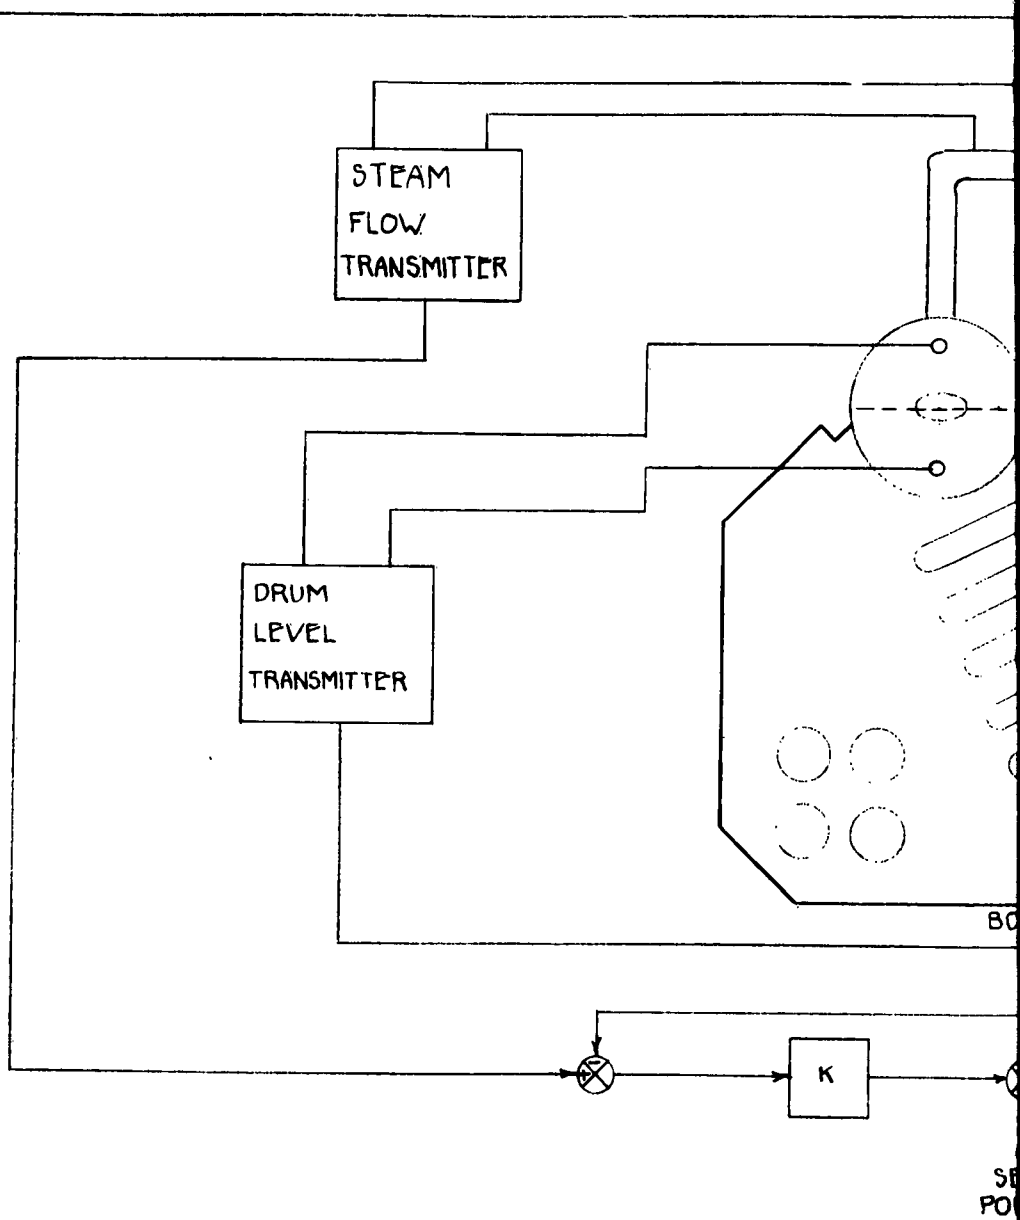 STEAM
FLOW
TRANSMITTER
DRUM
LEVEL
TRANSMITTER
-
+
K